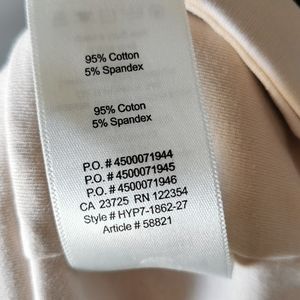 95% Cotton
5% Spandex
95% Coton
5% Spandex
P.O. # 4500071944
P.O. # 4500071945
P.O. # 4500071946
CA 23725 RN 122354
Style # HYP7-1862-27
Article # 58821